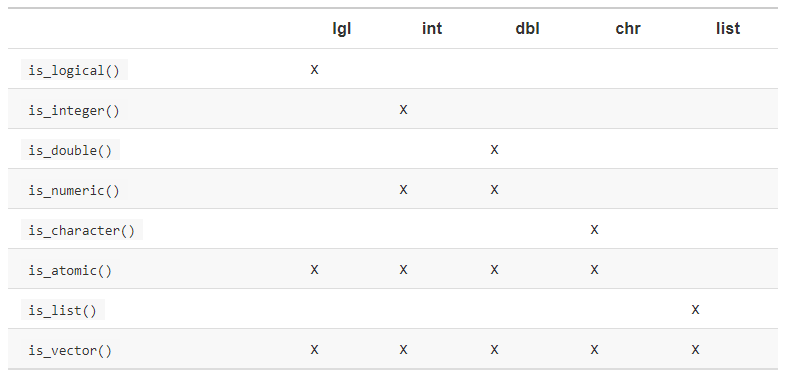 lgl int dbl chr list
is_logical() X
is_integer() X
is_double() X
is_numeric() X X
is_character() X
is_atomic() X X X X
is_list() X
is_vector() X X X X X